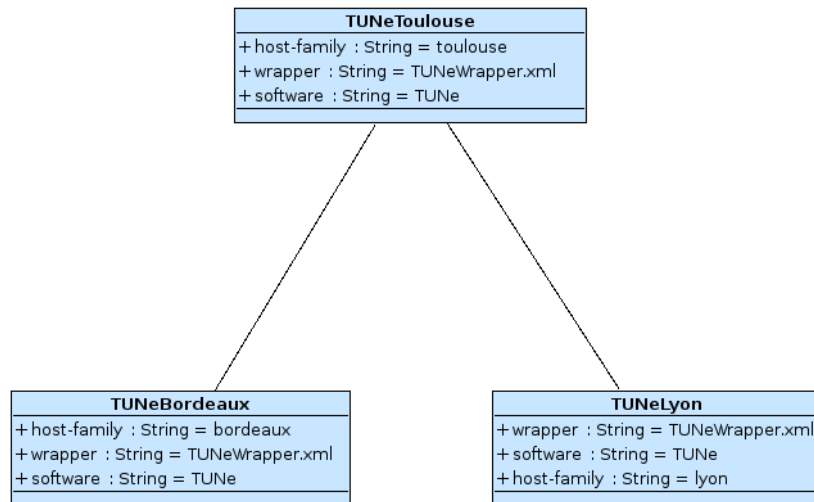 TUNeToulouse
+ host-family : String = toulouse
+ wrapper : String = TUNeWrapper.xml
+ software : String = TUNe
TUNeBordeaux
+ host-family : String = bordeaux
+ wrapper : String = TUNeWrapper.xml
+ software : String = TUNe
TUNeLyon
+ wrapper : String = TUNeWrapper.xml
+ software : String = TUNe
+ host-family : String = lyon